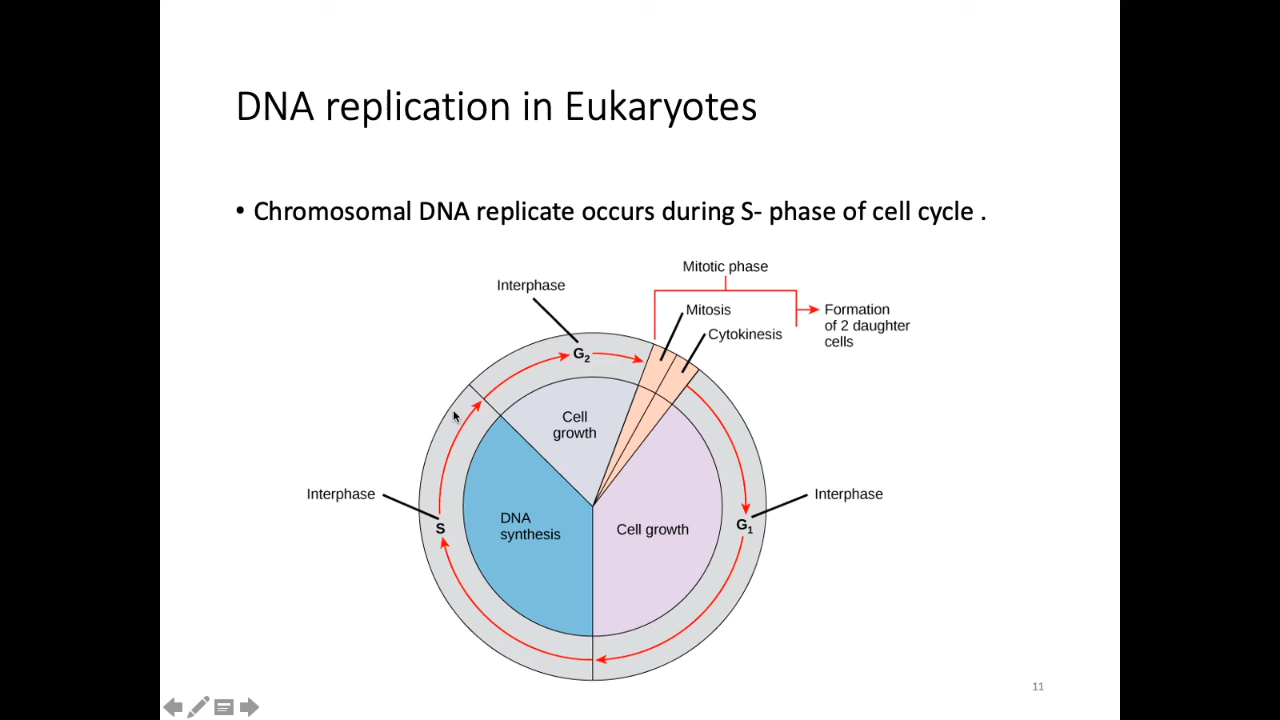 DNA replication in Eukaryotes
• Chromosomal DNA replicate occurs during S- phase of cell cycle .
Mitotic phase
Interphase
Mitosis
Formation
of 2 daughter
cells
Cytokinesis
G₂
Cell
growth
Interphase
Interphase
S
DNA
synthesis
Cell growth
G₁
11